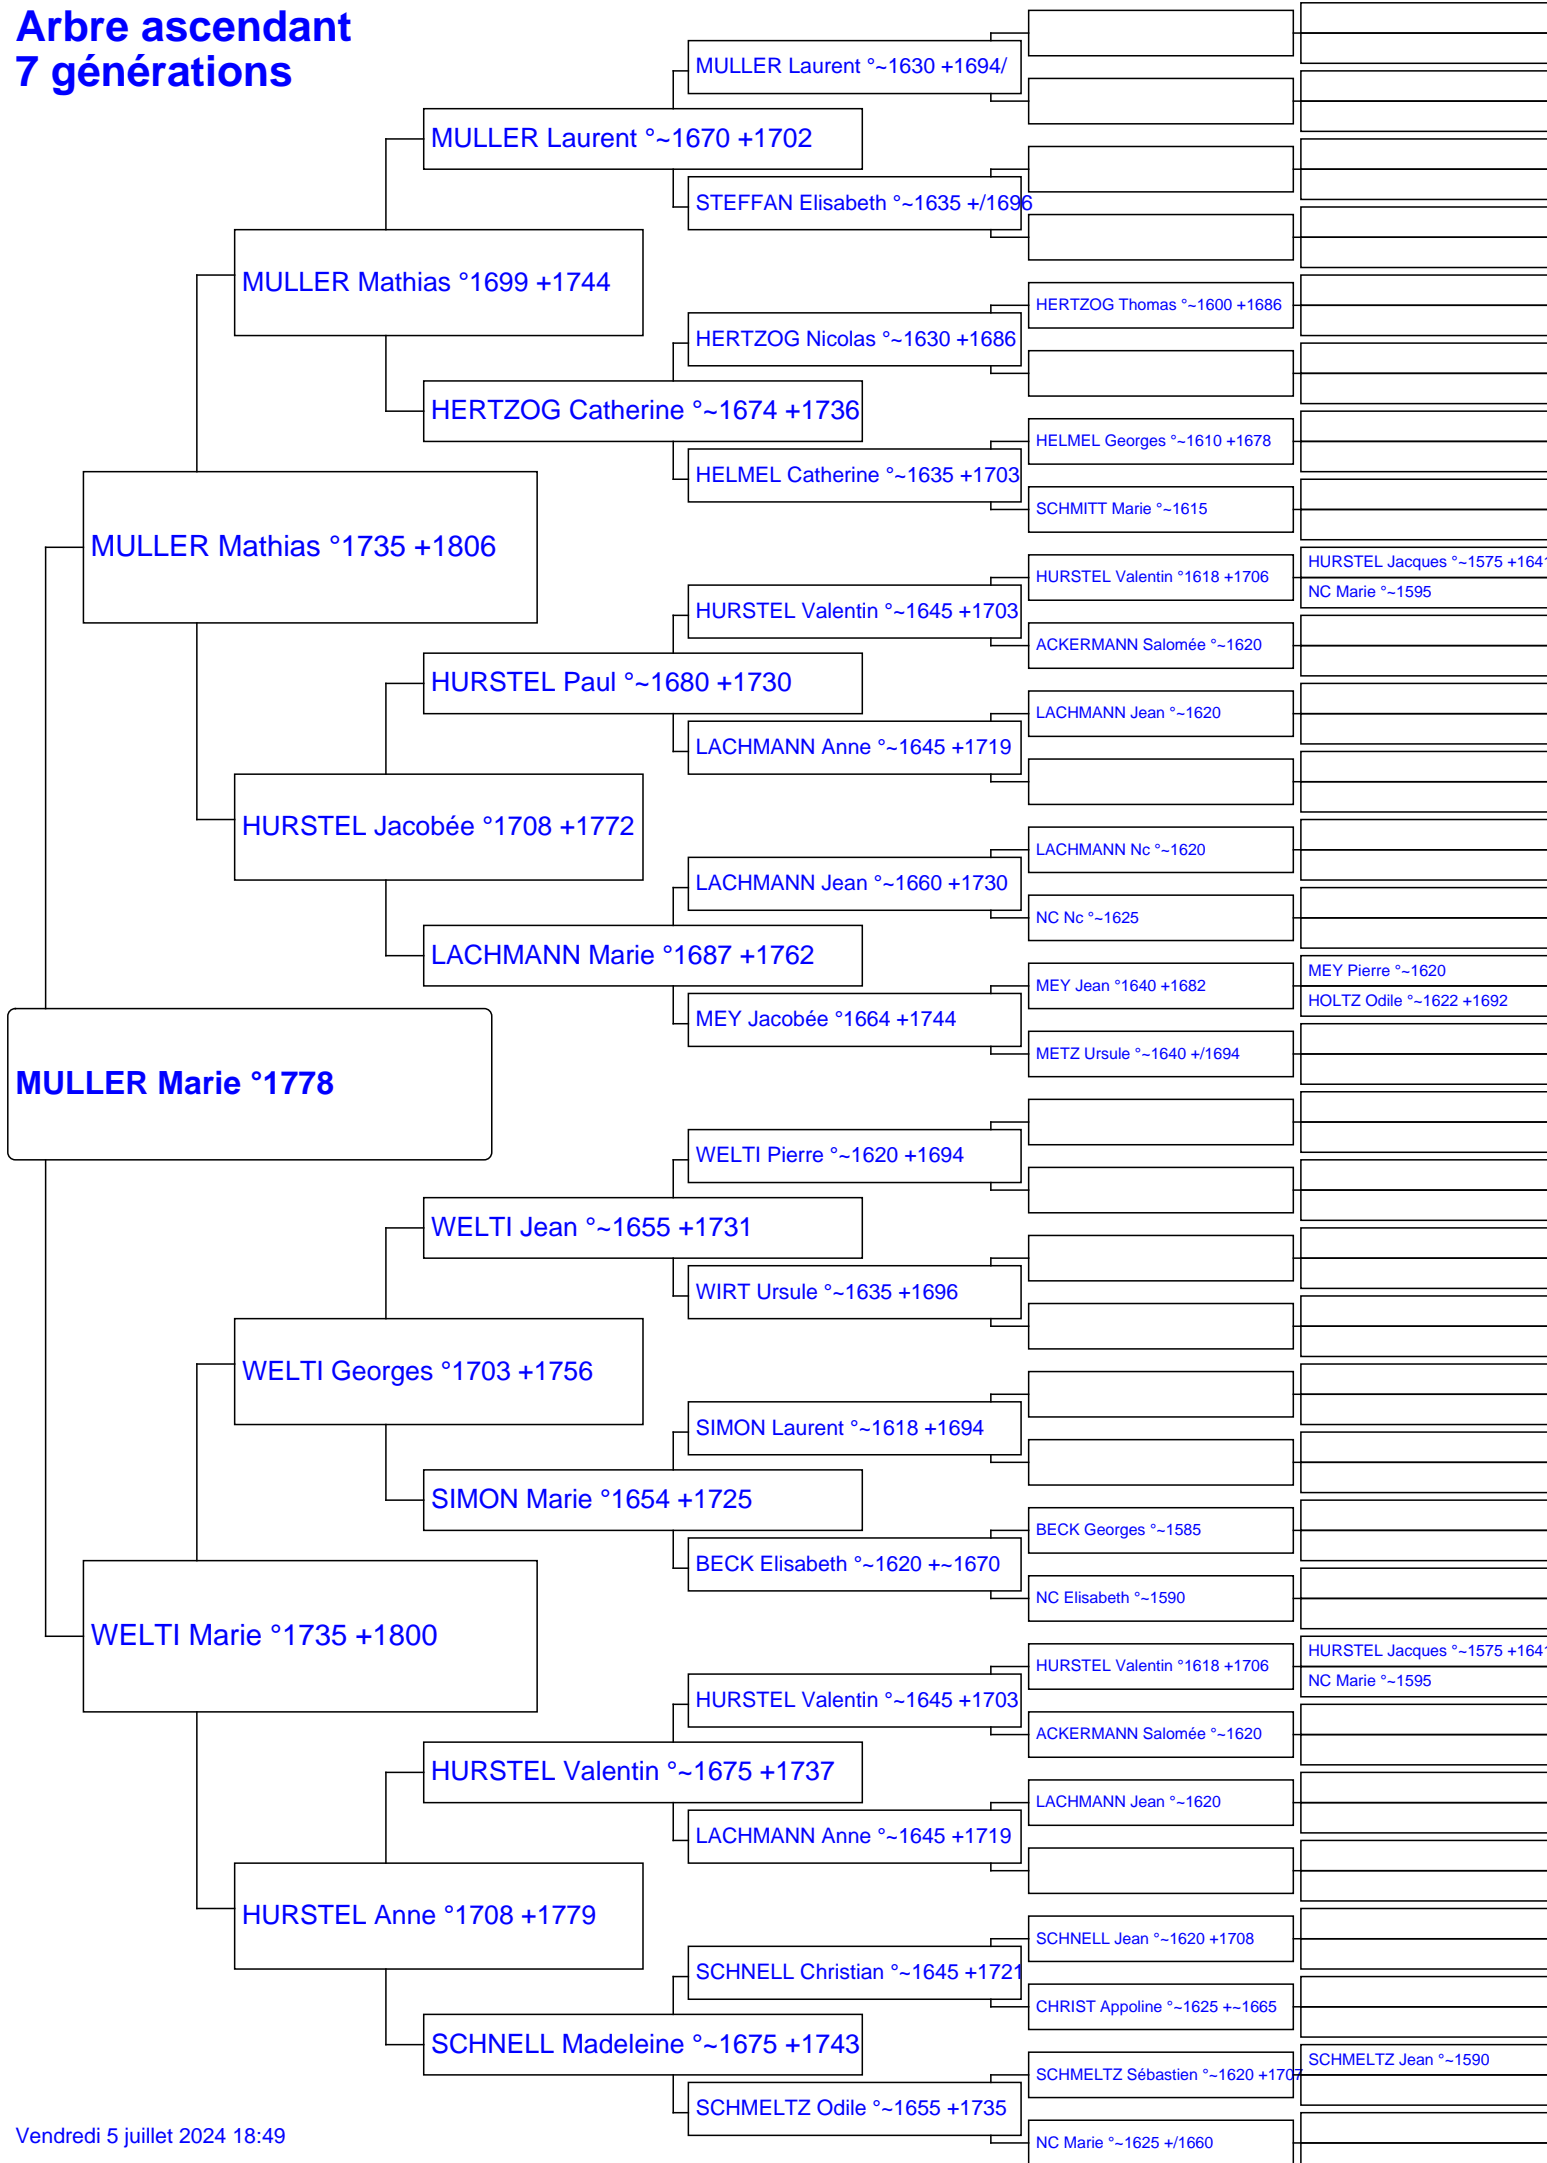 Arbre ascendant
7 générations
MULLER Laurent °~1630 +1694/
MULLER Laurent °~1670 +1702
STEFFAN Elisabeth °~1635 +/1696
MULLER Mathias °1699 +1744
HERTZOG Thomas °~1600 +1686
HERTZOG Nicolas °~1630 +1686
HERTZOG Catherine °~1674 +1736
HELMEL Georges °~1610 +1678
HELMEL Catherine °~1635 +1703
SCHMITT Marie °~1615
MULLER Mathias °1735 +1806
HURSTEL Jacques °~1575 +1641
HURSTEL Valentin °1618 +1706
NC Marie °~1595
HURSTEL Valentin °~1645 +1703
ACKERMANN Salomée °~1620
HURSTEL Paul °~1680 +1730
LACHMANN Jean °~1620
LACHMANN Anne °~1645 +1719
HURSTEL Jacobée °1708 +1772
LACHMANN Nc °~1620
LACHMANN Jean °~1660 +1730
NC Nc °~1625
LACHMANN Marie °1687 +1762
MEY Pierre °~1620
MEY Jean °1640 +1682
HOLTZ Odile °~1622 +1692
MEY Jacobée °1664 +1744
METZ Ursule °~1640 +/1694
MULLER Marie °1778
WELTI Pierre °~1620 +1694
WELTI Jean °~1655 +1731
WIRT Ursule °~1635 +1696
WELTI Georges °1703 +1756
SIMON Laurent °~1618 +1694
SIMON Marie °1654 +1725
BECK Georges °~1585
BECK Elisabeth °~1620 +~1670
NC Elisabeth °~1590
WELTI Marie °1735 +1800
HURSTEL Jacques °~1575 +1641
HURSTEL Valentin °1618 +1706
NC Marie °~1595
HURSTEL Valentin °~1645 +1703
ACKERMANN Salomée °~1620
HURSTEL Valentin °~1675 +1737
LACHMANN Jean °~1620
LACHMANN Anne °~1645 +1719
HURSTEL Anne °1708 +1779
SCHNELL Jean °~1620 +1708
SCHNELL Christian °~1645 +1721
CHRIST Appoline °~1625 +~1665
SCHNELL Madeleine °~1675 +1743
SCHMELTZ Jean °~1590
SCHMELTZ Sébastien °~1620 +1707
SCHMELTZ Odile °~1655 +1735
NC Marie °~1625 +/1660
Vendredi 5 juillet 2024 18:49